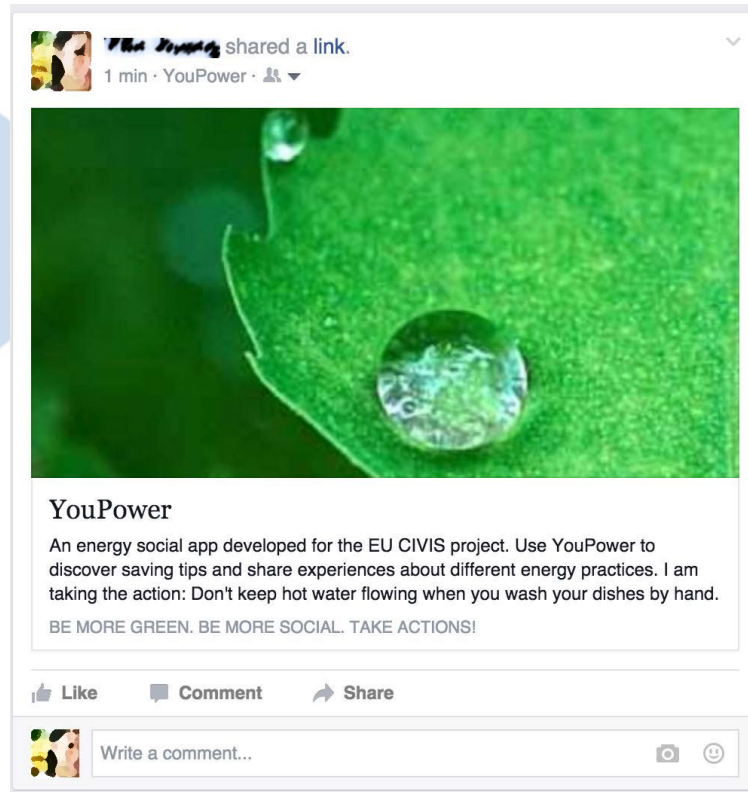 shared a link.
1 min · YouPower ·
YouPower
An energy social app developed for the EU CIVIS project. Use YouPower to
discover saving tips and share experiences about different energy practices. I am
taking the action: Don't keep hot water flowing when you wash your dishes by hand.
BE MORE GREEN. BE MORE SOCIAL. TAKE ACTIONS!
Like Comment Share
Write a comment...